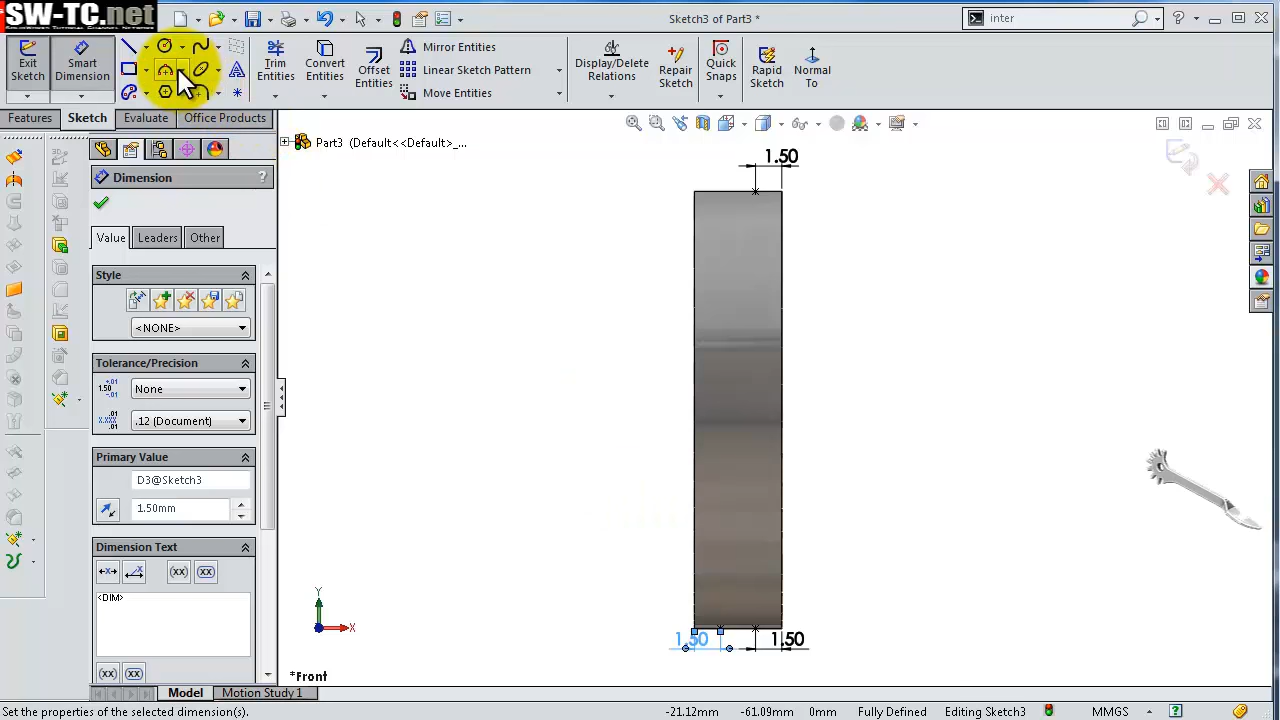 SW-TC.net
SOLIDWORKS TUTORIAL CHANNEL NETWORK
Sketch3 of Part3 *
inter
Exit Sketch
Smart Dimension
Trim Entities
Convert Entities
Offset Entities
Mirror Entities
Linear Sketch Pattern
Move Entities
Display/Delete Relations
Repair Sketch
Quick Snaps
Rapid Sketch
Normal To
Features
Sketch
Evaluate
Office Products
Part3 (Default<<Default>_...
Dimension
?
Value
Leaders
Other
Style
<NONE>
Tolerance/Precision
None
.12 (Document)
Primary Value
D3@Sketch3
1.50mm
Dimension Text
<DIM>
1.50
1.50
1.50
Y
X
*Front
Model
Motion Study 1
Set the properties of the selected dimension(s).
-21.12mm
-61.09mm
0mm
Fully Defined
Editing Sketch3
MMGS